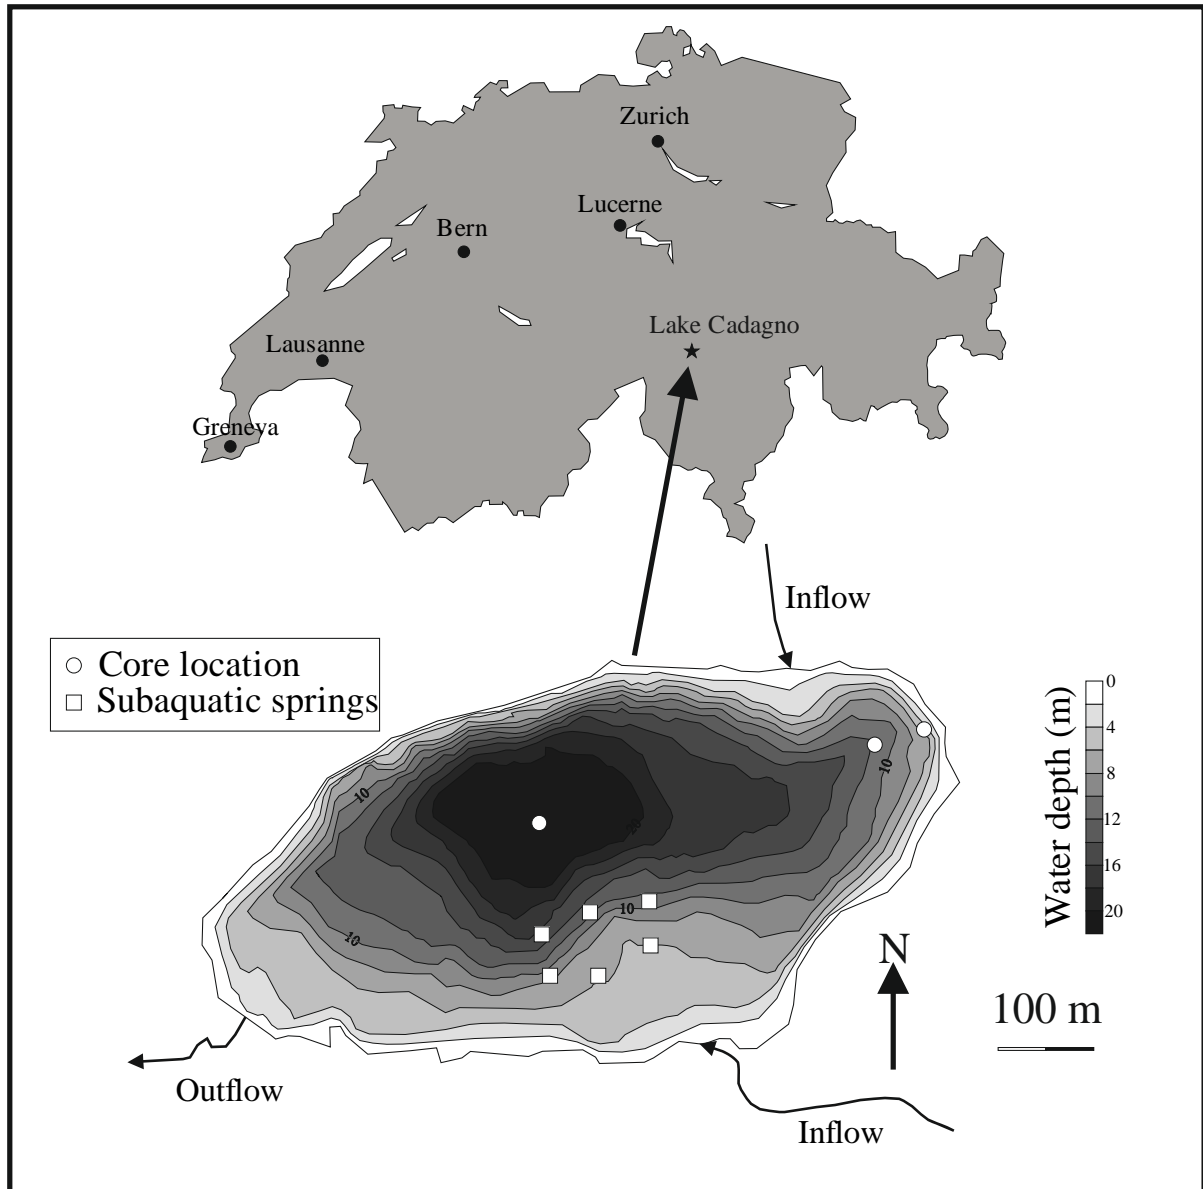 Zurich
Lucerne
Bern
Lake Cadagno
Lausanne
Greneva
Inflow
Core location
Subaquatic springs
Water depth (m)
0
4
8
12
16
20
10
10
20
10
10
N
100 m
Outflow
Inflow